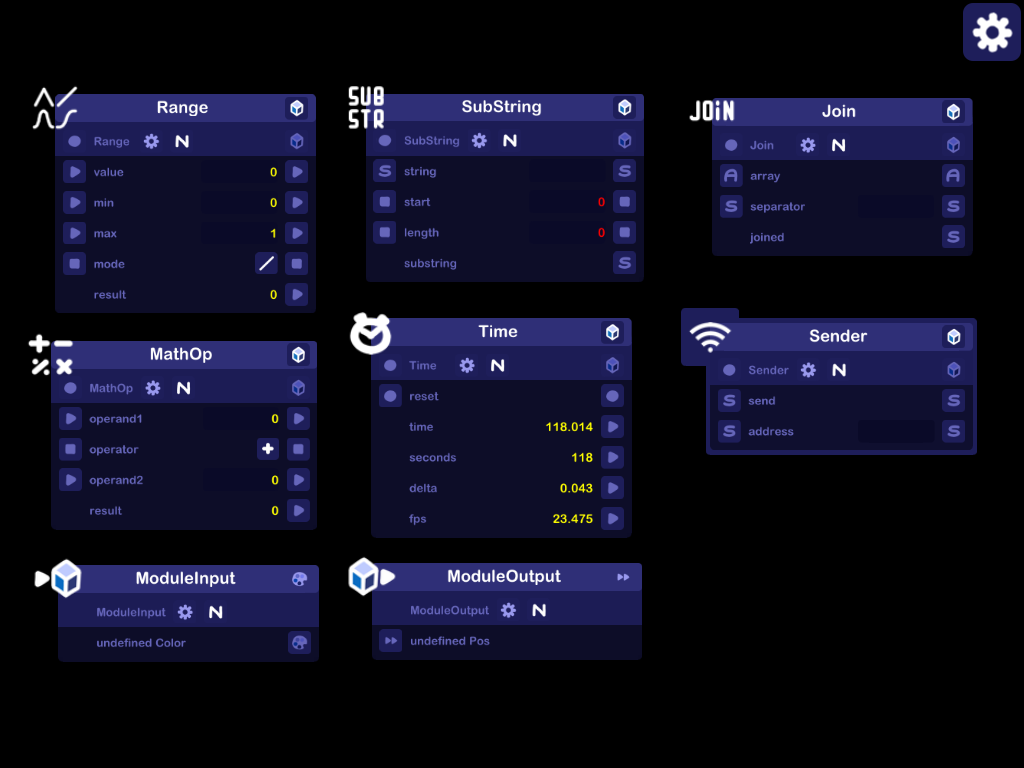 Range
Range N
value 0
min 0
max 1
mode
result 0
SUB
STR
SubString
SubString N
S string S
start 0
length 0
substring S
JOIN
Join
Join N
A array A
S separator S
joined S
MathOp
MathOp N
operand1 0
operator +
operand2 0
result 0
Time
Time N
reset
time 118.014
seconds 118
delta 0.043
fps 23.475
Sender
Sender N
S send S
S address S
ModuleInput
ModuleInput N
undefined Color
ModuleOutput
ModuleOutput N
undefined Pos